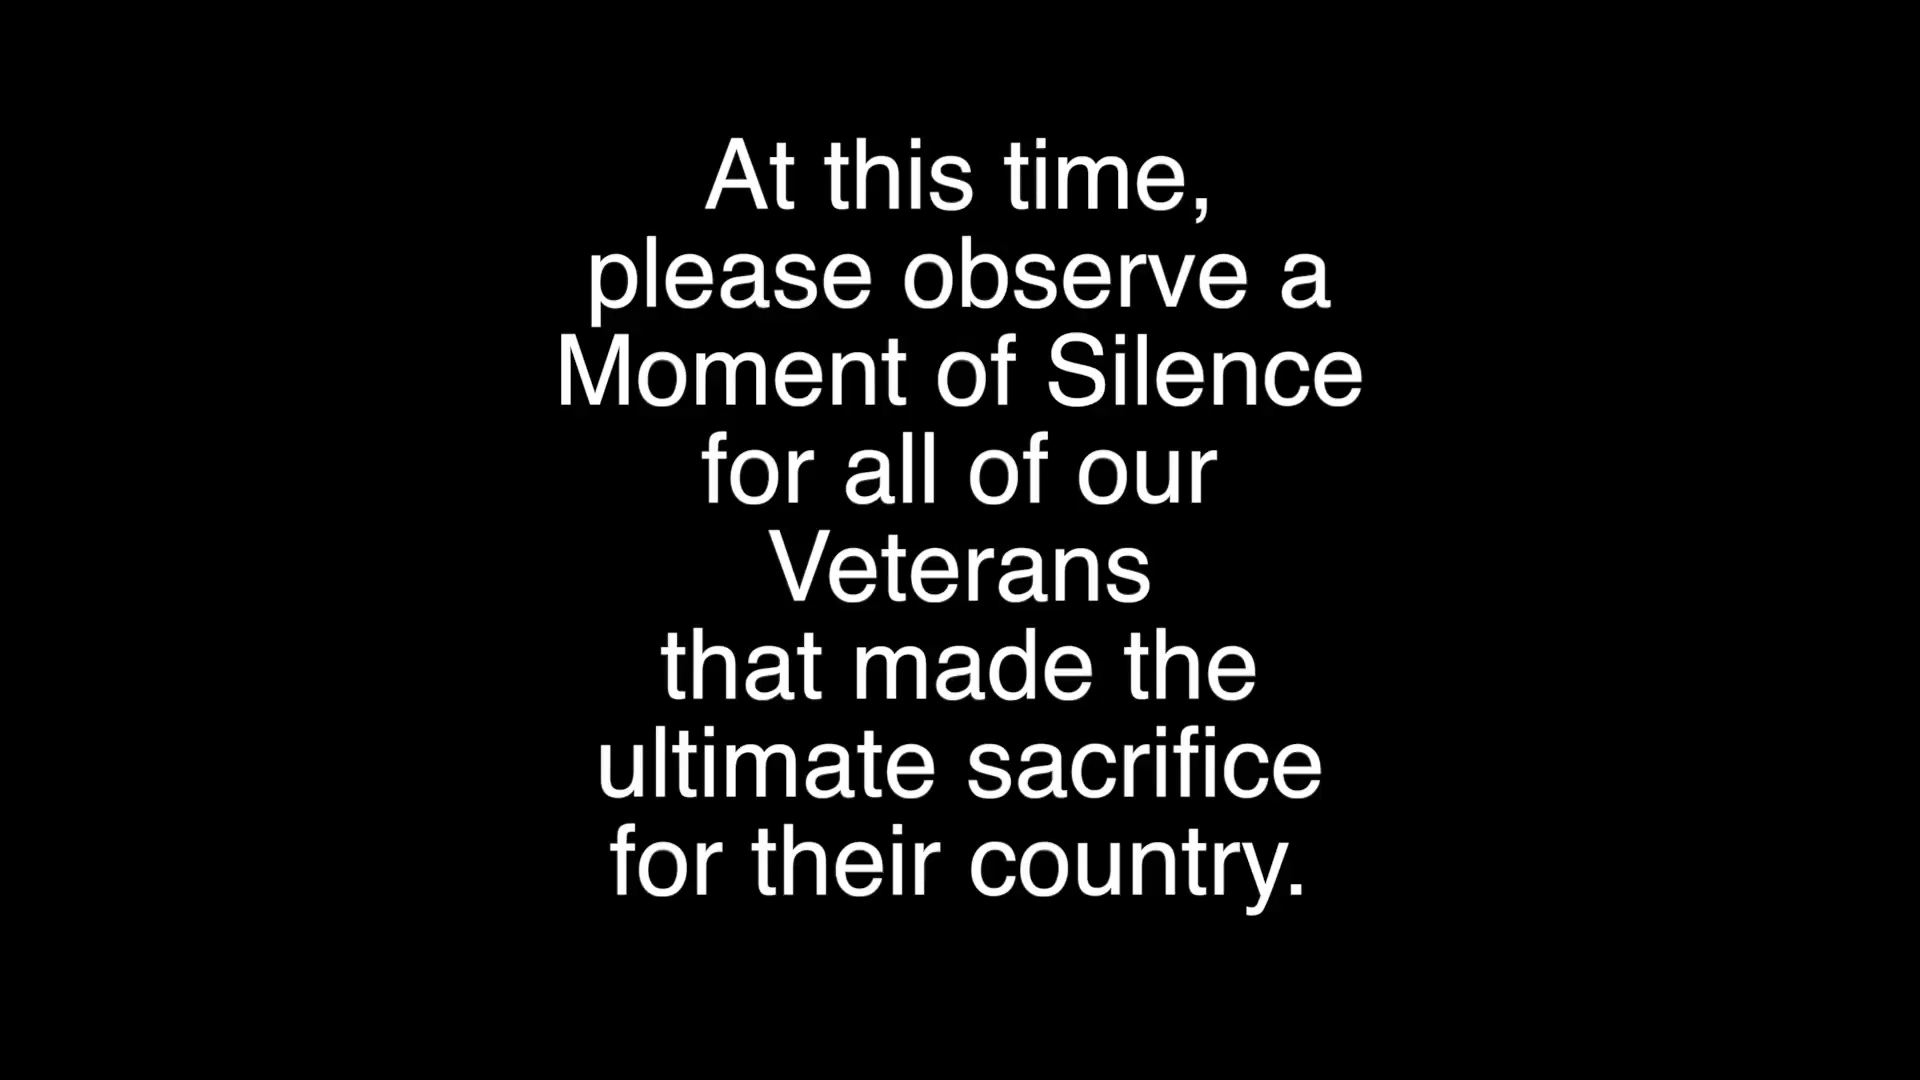 At this time,
please observe a
Moment of Silence
for all of our
Veterans
that made the
ultimate sacrifice
for their country.